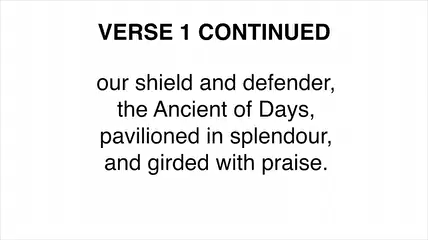 VERSE 1 CONTINUED
our shield and defender,
the Ancient of Days,
pavilioned in splendour,
and girded with praise.